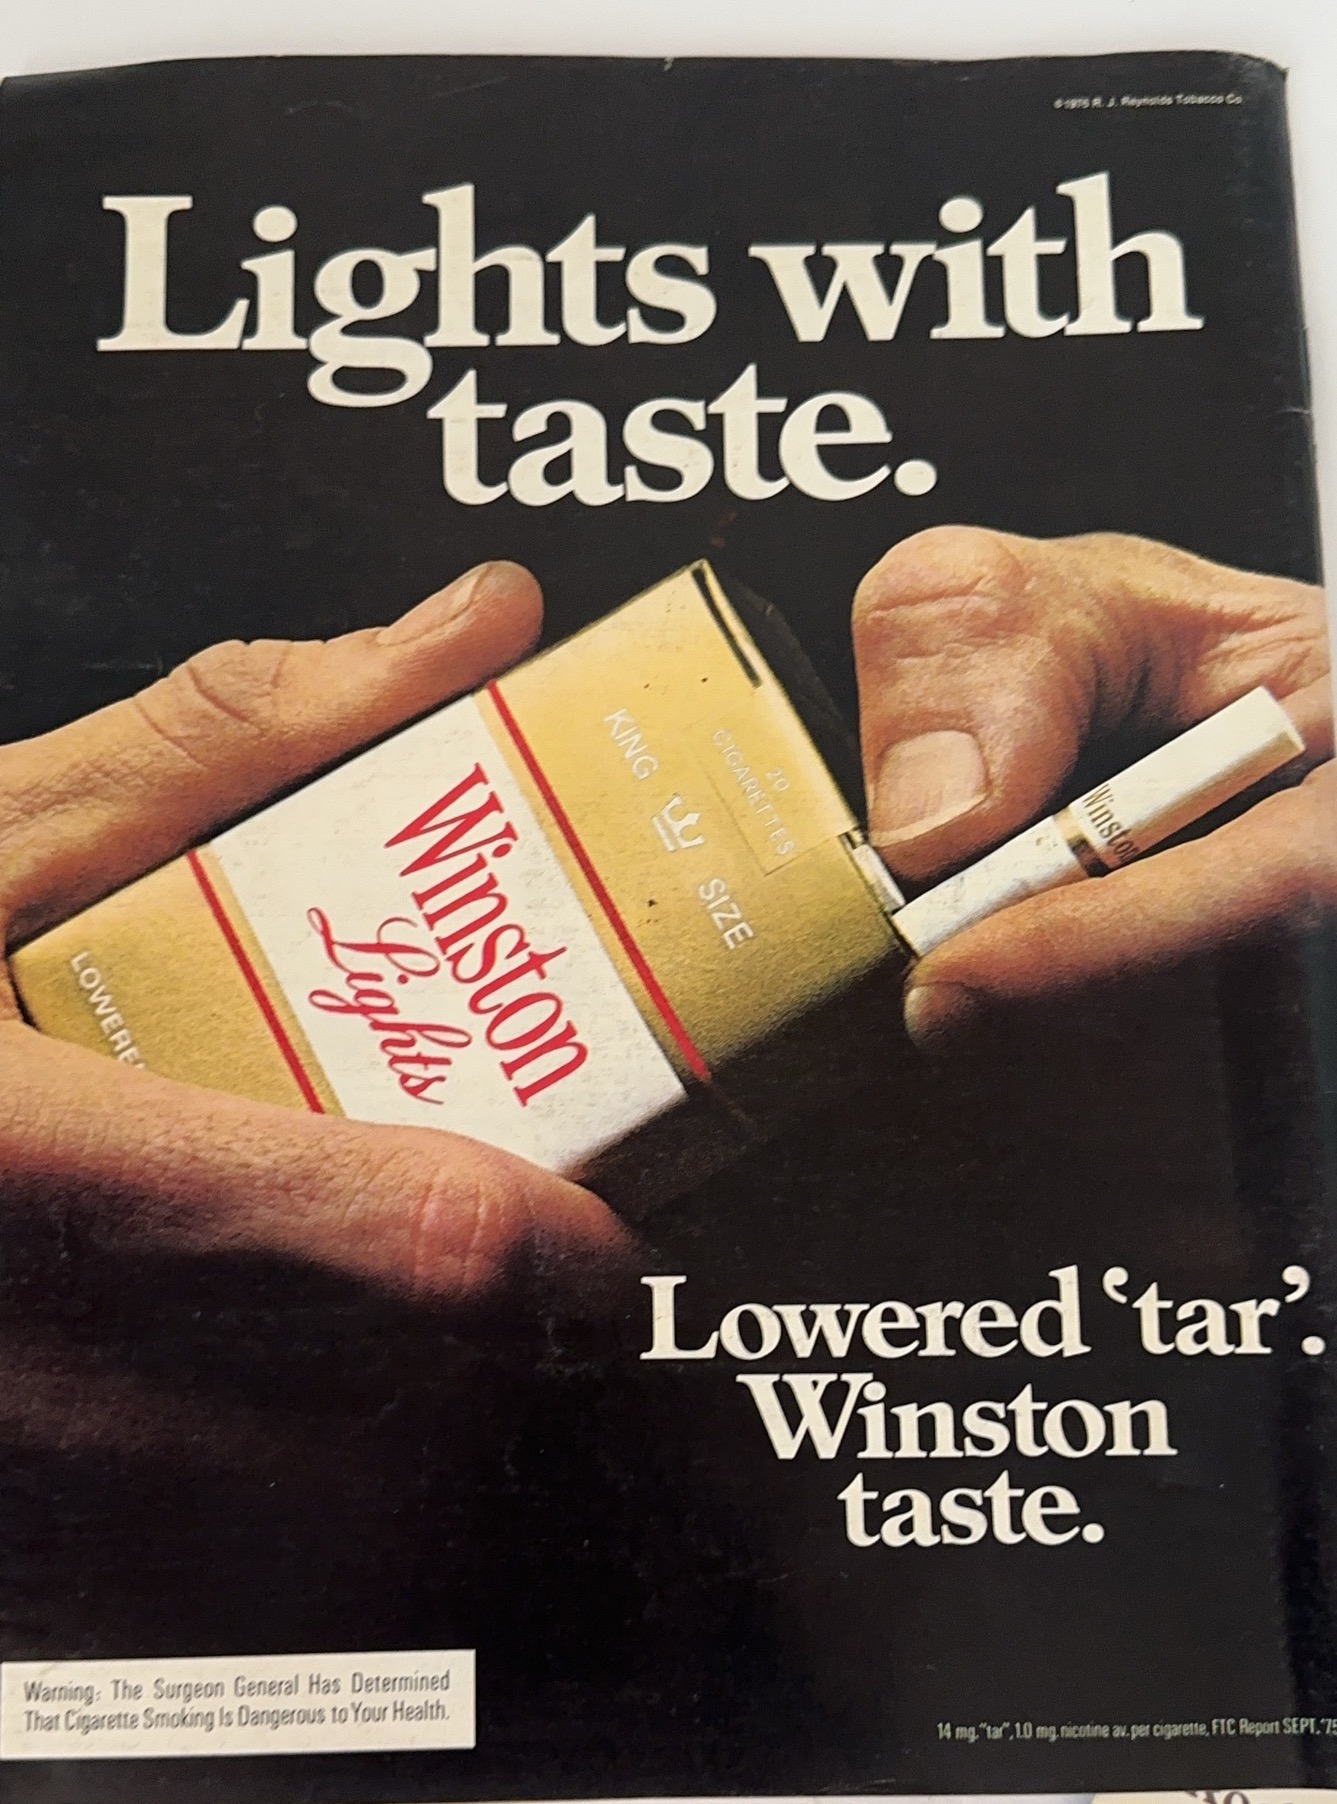 © 1976 R. J. Reynolds Tobacco Co
Lights with
taste.
20
CIGARETTES
KING SIZE
Winston
Lights
LOWERE
Winston
Lowered ‘tar’.
Winston
taste.
Warning: The Surgeon General Has Determined
That Cigarette Smoking Is Dangerous to Your Health.
14 mg. "tar", 1.0 mg. nicotine av. per cigarette, FTC Report SEPT. '75